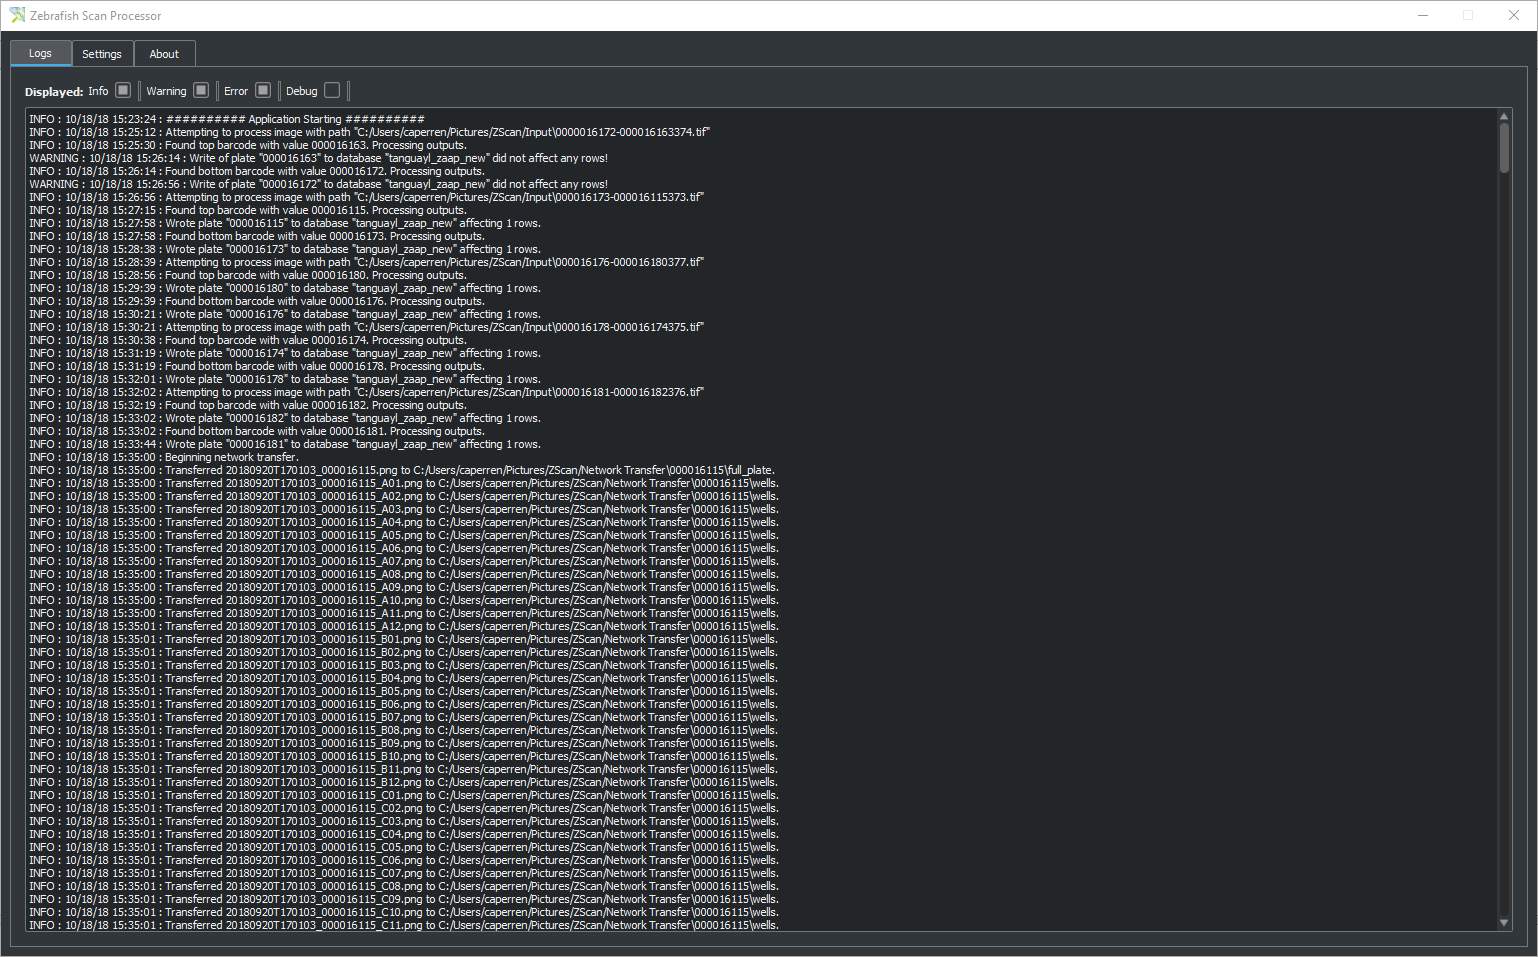 Zebrafish Scan Processor
Logs Settings About
Displayed: Info Warning Error Debug
INFO : 10/18/18 15:23:24 : ########## Application Starting ##########
INFO : 10/18/18 15:25:12 : Attempting to process image with path "C:/Users/caperren/Pictures/ZScan/Input\0000016172-000016163374.tif"
INFO : 10/18/18 15:25:30 : Found top barcode with value 000016163. Processing outputs.
WARNING : 10/18/18 15:26:14 : Write of plate "000016163" to database "tanguayl_zaap_new" did not affect any rows!
INFO : 10/18/18 15:26:14 : Found bottom barcode with value 000016172. Processing outputs.
WARNING : 10/18/18 15:26:56 : Write of plate "000016172" to database "tanguayl_zaap_new" did not affect any rows!
INFO : 10/18/18 15:26:56 : Attempting to process image with path "C:/Users/caperren/Pictures/ZScan/Input\000016173-000016115373.tif"
INFO : 10/18/18 15:27:15 : Found top barcode with value 000016115. Processing outputs.
INFO : 10/18/18 15:27:58 : Wrote plate "000016115" to database "tanguayl_zaap_new" affecting 1 rows.
INFO : 10/18/18 15:27:58 : Found bottom barcode with value 000016173. Processing outputs.
INFO : 10/18/18 15:28:38 : Wrote plate "000016173" to database "tanguayl_zaap_new" affecting 1 rows.
INFO : 10/18/18 15:28:39 : Attempting to process image with path "C:/Users/caperren/Pictures/ZScan/Input\000016176-000016180377.tif"
INFO : 10/18/18 15:28:56 : Found top barcode with value 000016180. Processing outputs.
INFO : 10/18/18 15:29:39 : Wrote plate "000016180" to database "tanguayl_zaap_new" affecting 1 rows.
INFO : 10/18/18 15:29:39 : Found bottom barcode with value 000016176. Processing outputs.
INFO : 10/18/18 15:30:21 : Wrote plate "000016176" to database "tanguayl_zaap_new" affecting 1 rows.
INFO : 10/18/18 15:30:21 : Attempting to process image with path "C:/Users/caperren/Pictures/ZScan/Input\000016178-000016174375.tif"
INFO : 10/18/18 15:30:38 : Found top barcode with value 000016174. Processing outputs.
INFO : 10/18/18 15:31:19 : Wrote plate "000016174" to database "tanguayl_zaap_new" affecting 1 rows.
INFO : 10/18/18 15:31:19 : Found bottom barcode with value 000016178. Processing outputs.
INFO : 10/18/18 15:32:01 : Wrote plate "000016178" to database "tanguayl_zaap_new" affecting 1 rows.
INFO : 10/18/18 15:32:02 : Attempting to process image with path "C:/Users/caperren/Pictures/ZScan/Input\000016181-000016182376.tif"
INFO : 10/18/18 15:32:19 : Found top barcode with value 000016182. Processing outputs.
INFO : 10/18/18 15:33:02 : Wrote plate "000016182" to database "tanguayl_zaap_new" affecting 1 rows.
INFO : 10/18/18 15:33:02 : Found bottom barcode with value 000016181. Processing outputs.
INFO : 10/18/18 15:33:44 : Wrote plate "000016181" to database "tanguayl_zaap_new" affecting 1 rows.
INFO : 10/18/18 15:35:00 : Beginning network transfer.
INFO : 10/18/18 15:35:00 : Transferred 20180920T170103_000016115.png to C:/Users/caperren/Pictures/ZScan/Network Transfer\000016115\full_plate.
INFO : 10/18/18 15:35:00 : Transferred 20180920T170103_000016115_A01.png to C:/Users/caperren/Pictures/ZScan/Network Transfer\000016115\wells.
INFO : 10/18/18 15:35:00 : Transferred 20180920T170103_000016115_A02.png to C:/Users/caperren/Pictures/ZScan/Network Transfer\000016115\wells.
INFO : 10/18/18 15:35:00 : Transferred 20180920T170103_000016115_A03.png to C:/Users/caperren/Pictures/ZScan/Network Transfer\000016115\wells.
INFO : 10/18/18 15:35:00 : Transferred 20180920T170103_000016115_A04.png to C:/Users/caperren/Pictures/ZScan/Network Transfer\000016115\wells.
INFO : 10/18/18 15:35:00 : Transferred 20180920T170103_000016115_A05.png to C:/Users/caperren/Pictures/ZScan/Network Transfer\000016115\wells.
INFO : 10/18/18 15:35:00 : Transferred 20180920T170103_000016115_A06.png to C:/Users/caperren/Pictures/ZScan/Network Transfer\000016115\wells.
INFO : 10/18/18 15:35:00 : Transferred 20180920T170103_000016115_A07.png to C:/Users/caperren/Pictures/ZScan/Network Transfer\000016115\wells.
INFO : 10/18/18 15:35:00 : Transferred 20180920T170103_000016115_A08.png to C:/Users/caperren/Pictures/ZScan/Network Transfer\000016115\wells.
INFO : 10/18/18 15:35:00 : Transferred 20180920T170103_000016115_A09.png to C:/Users/caperren/Pictures/ZScan/Network Transfer\000016115\wells.
INFO : 10/18/18 15:35:00 : Transferred 20180920T170103_000016115_A10.png to C:/Users/caperren/Pictures/ZScan/Network Transfer\000016115\wells.
INFO : 10/18/18 15:35:00 : Transferred 20180920T170103_000016115_A11.png to C:/Users/caperren/Pictures/ZScan/Network Transfer\000016115\wells.
INFO : 10/18/18 15:35:01 : Transferred 20180920T170103_000016115_A12.png to C:/Users/caperren/Pictures/ZScan/Network Transfer\000016115\wells.
INFO : 10/18/18 15:35:01 : Transferred 20180920T170103_000016115_B01.png to C:/Users/caperren/Pictures/ZScan/Network Transfer\000016115\wells.
INFO : 10/18/18 15:35:01 : Transferred 20180920T170103_000016115_B02.png to C:/Users/caperren/Pictures/ZScan/Network Transfer\000016115\wells.
INFO : 10/18/18 15:35:01 : Transferred 20180920T170103_000016115_B03.png to C:/Users/caperren/Pictures/ZScan/Network Transfer\000016115\wells.
INFO : 10/18/18 15:35:01 : Transferred 20180920T170103_000016115_B04.png to C:/Users/caperren/Pictures/ZScan/Network Transfer\000016115\wells.
INFO : 10/18/18 15:35:01 : Transferred 20180920T170103_000016115_B05.png to C:/Users/caperren/Pictures/ZScan/Network Transfer\000016115\wells.
INFO : 10/18/18 15:35:01 : Transferred 20180920T170103_000016115_B06.png to C:/Users/caperren/Pictures/ZScan/Network Transfer\000016115\wells.
INFO : 10/18/18 15:35:01 : Transferred 20180920T170103_000016115_B07.png to C:/Users/caperren/Pictures/ZScan/Network Transfer\000016115\wells.
INFO : 10/18/18 15:35:01 : Transferred 20180920T170103_000016115_B08.png to C:/Users/caperren/Pictures/ZScan/Network Transfer\000016115\wells.
INFO : 10/18/18 15:35:01 : Transferred 20180920T170103_000016115_B09.png to C:/Users/caperren/Pictures/ZScan/Network Transfer\000016115\wells.
INFO : 10/18/18 15:35:01 : Transferred 20180920T170103_000016115_B10.png to C:/Users/caperren/Pictures/ZScan/Network Transfer\000016115\wells.
INFO : 10/18/18 15:35:01 : Transferred 20180920T170103_000016115_B11.png to C:/Users/caperren/Pictures/ZScan/Network Transfer\000016115\wells.
INFO : 10/18/18 15:35:01 : Transferred 20180920T170103_000016115_B12.png to C:/Users/caperren/Pictures/ZScan/Network Transfer\000016115\wells.
INFO : 10/18/18 15:35:01 : Transferred 20180920T170103_000016115_C01.png to C:/Users/caperren/Pictures/ZScan/Network Transfer\000016115\wells.
INFO : 10/18/18 15:35:01 : Transferred 20180920T170103_000016115_C02.png to C:/Users/caperren/Pictures/ZScan/Network Transfer\000016115\wells.
INFO : 10/18/18 15:35:01 : Transferred 20180920T170103_000016115_C03.png to C:/Users/caperren/Pictures/ZScan/Network Transfer\000016115\wells.
INFO : 10/18/18 15:35:01 : Transferred 20180920T170103_000016115_C04.png to C:/Users/caperren/Pictures/ZScan/Network Transfer\000016115\wells.
INFO : 10/18/18 15:35:01 : Transferred 20180920T170103_000016115_C05.png to C:/Users/caperren/Pictures/ZScan/Network Transfer\000016115\wells.
INFO : 10/18/18 15:35:01 : Transferred 20180920T170103_000016115_C06.png to C:/Users/caperren/Pictures/ZScan/Network Transfer\000016115\wells.
INFO : 10/18/18 15:35:01 : Transferred 20180920T170103_000016115_C07.png to C:/Users/caperren/Pictures/ZScan/Network Transfer\000016115\wells.
INFO : 10/18/18 15:35:01 : Transferred 20180920T170103_000016115_C08.png to C:/Users/caperren/Pictures/ZScan/Network Transfer\000016115\wells.
INFO : 10/18/18 15:35:01 : Transferred 20180920T170103_000016115_C09.png to C:/Users/caperren/Pictures/ZScan/Network Transfer\000016115\wells.
INFO : 10/18/18 15:35:01 : Transferred 20180920T170103_000016115_C10.png to C:/Users/caperren/Pictures/ZScan/Network Transfer\000016115\wells.
INFO : 10/18/18 15:35:01 : Transferred 20180920T170103_000016115_C11.png to C:/Users/caperren/Pictures/ZScan/Network Transfer\000016115\wells.